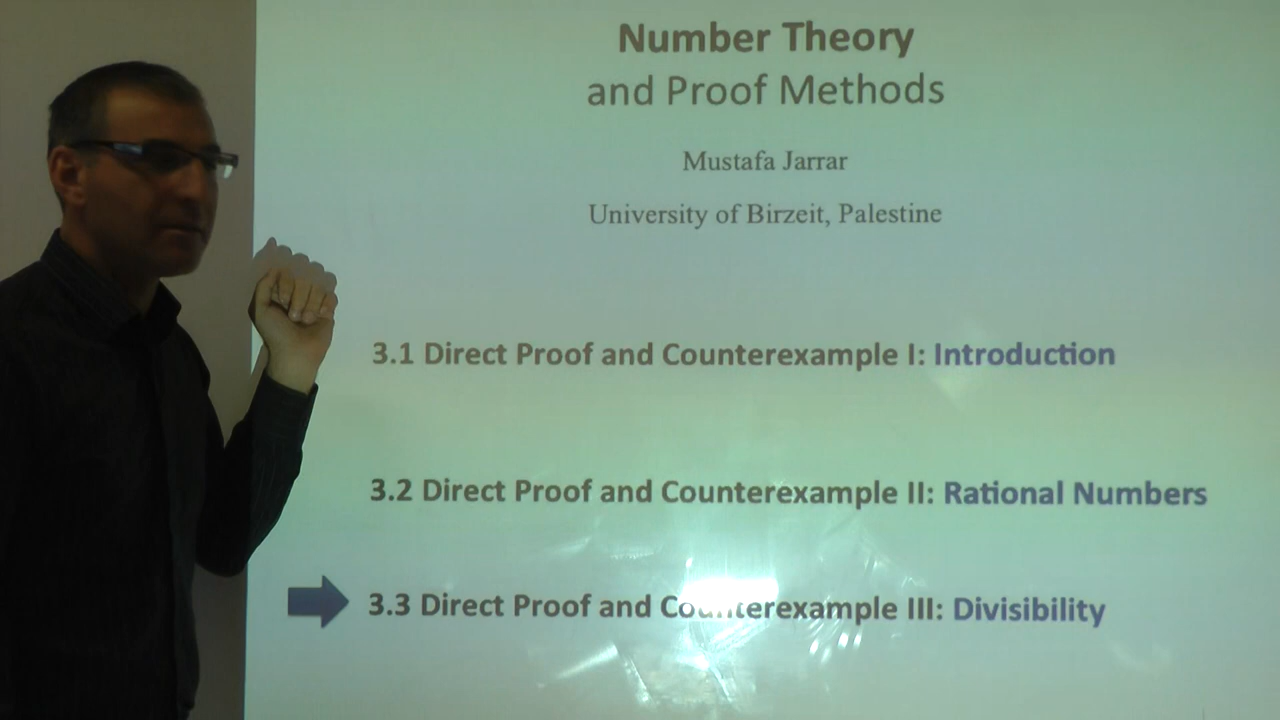 Number Theory
and Proof Methods
Mustafa Jarrar
University of Birzeit, Palestine
3.1 Direct Proof and Counterexample I: Introduction
3.2 Direct Proof and Counterexample II: Rational Numbers
3.3 Direct Proof and Counterexample III: Divisibility